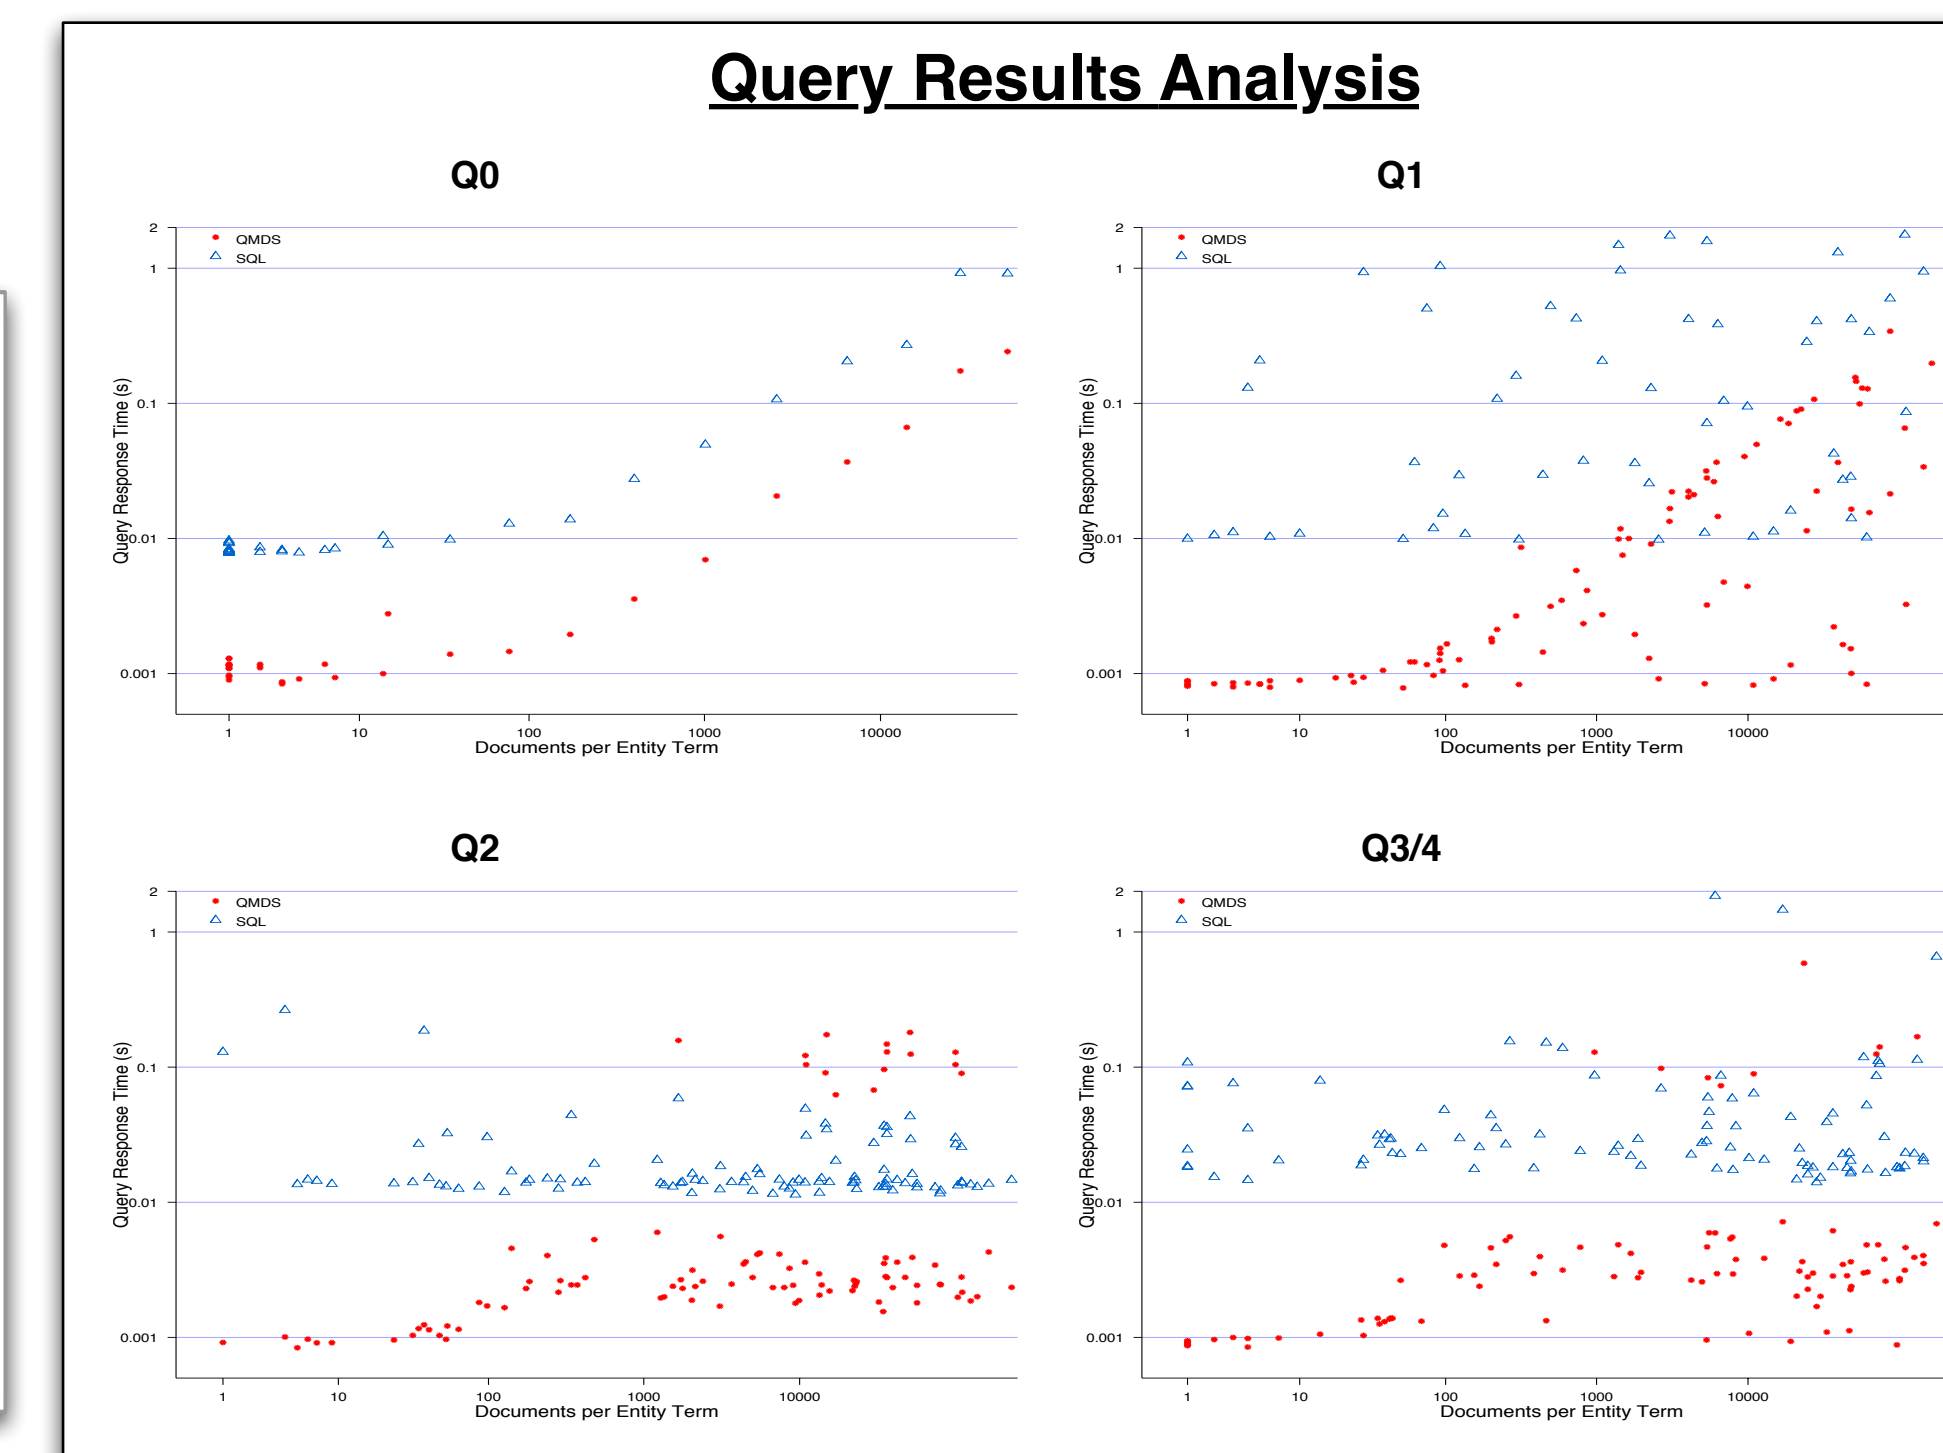 Query Results Analysis
Q0
2
1
0.1
0.01
0.001
QMDS
SQL
Query Response Time (s)
1 10 100 1000 10000
Documents per Entity Term
Q1
2
1
0.1
0.01
0.001
QMDS
SQL
Query Response Time (s)
1 10 100 1000 10000
Documents per Entity Term
Q2
2
1
0.1
0.01
0.001
QMDS
SQL
Query Response Time (s)
1 10 100 1000 10000
Documents per Entity Term
Q3/4
2
1
0.1
0.01
0.001
QMDS
SQL
Query Response Time (s)
1 10 100 1000 10000
Documents per Entity Term